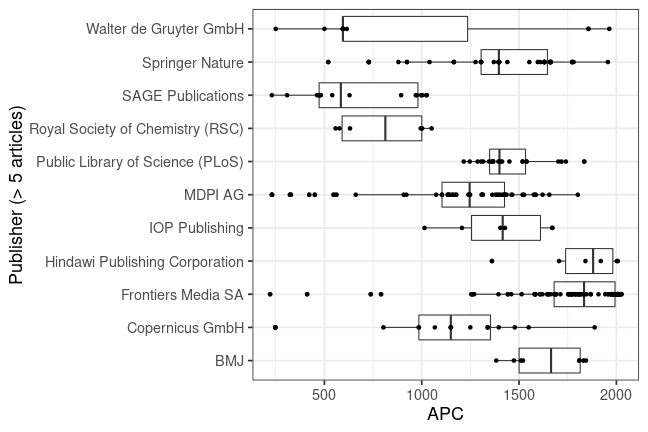 Publisher (> 5 articles)
Walter de Gruyter GmbH
Springer Nature
SAGE Publications
Royal Society of Chemistry (RSC)
Public Library of Science (PLoS)
MDPI AG
IOP Publishing
Hindawi Publishing Corporation
Frontiers Media SA
Copernicus GmbH
BMJ
500 1000 1500 2000
APC